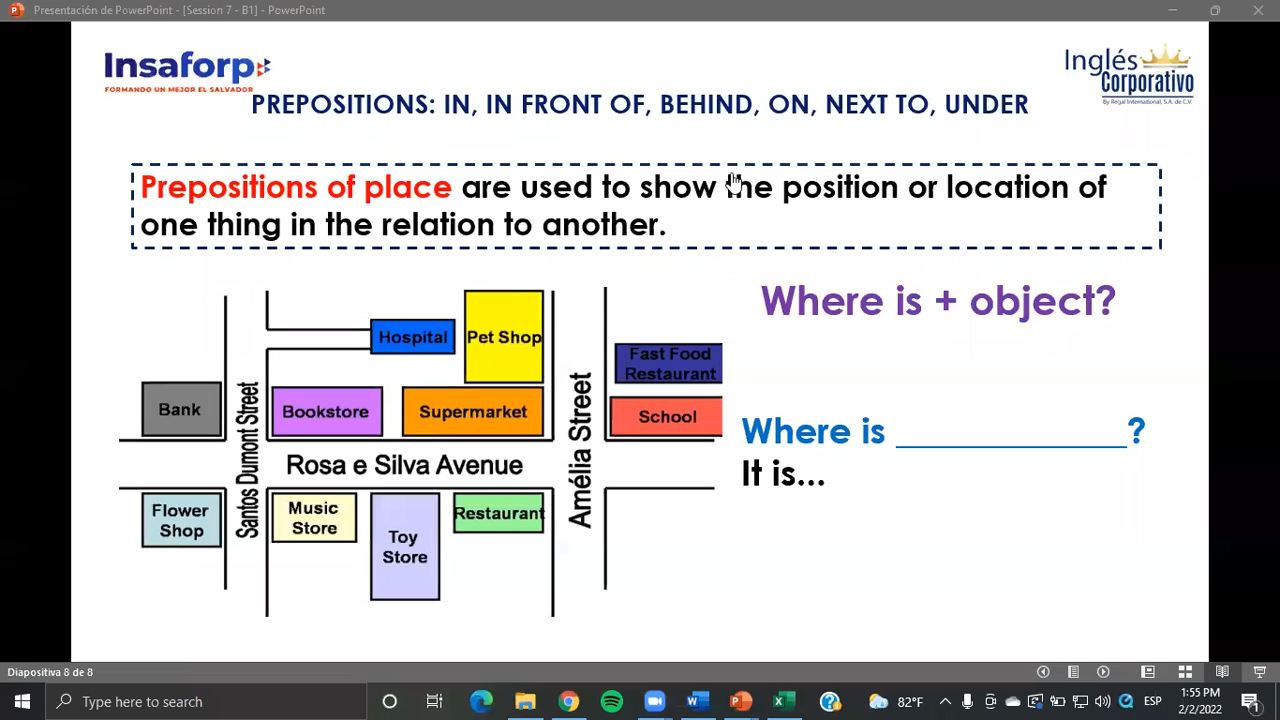 Presentación de PowerPoint - [Session 7 - B1] - PowerPoint
Insaforp
FORMANDO UN MEJOR EL SALVADOR
Inglés
Corporativo
By Regal International, S.A. de C.V.
PREPOSITIONS: IN, IN FRONT OF, BEHIND, ON, NEXT TO, UNDER
Prepositions of place are used to show the position or location of
one thing in the relation to another.
Where is + object?
Where is ____________?
It is...
Hospital
Pet Shop
Fast Food
Restaurant
Bank
Santos Dumont Street
Bookstore
Supermarket
Amélia Street
School
Rosa e Silva Avenue
Flower
Shop
Music
Store
Toy
Store
Restaurant
Diapositiva 8 de 8
Type here to search
82°F
ESP
1:55 PM
2/2/2022
1